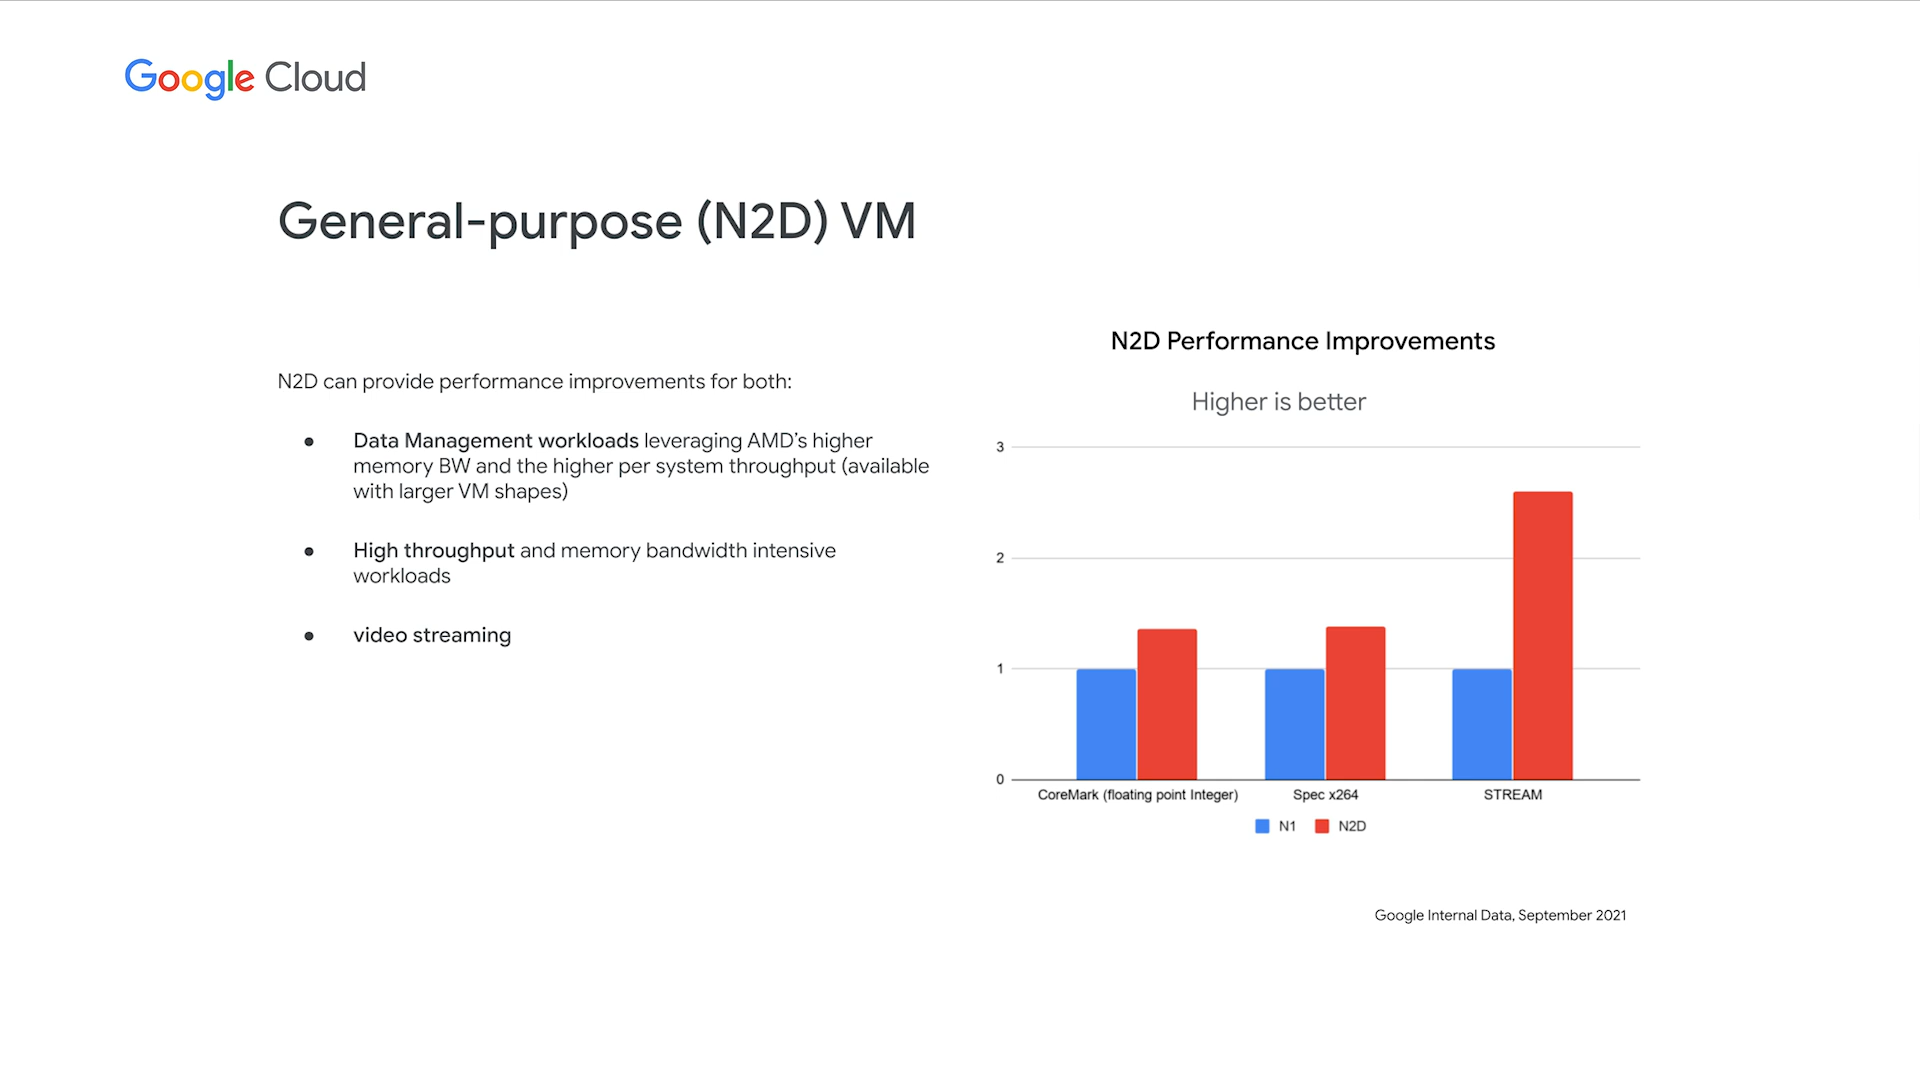 Google Cloud
General-purpose (N2D) VM
N2D can provide performance improvements for both:
● Data Management workloads leveraging AMD’s higher
memory BW and the higher per system throughput (available
with larger VM shapes)
● High throughput and memory bandwidth intensive
workloads
● video streaming
N2D Performance Improvements
Higher is better
3
2
1
0
CoreMark (floating point Integer) Spec x264 STREAM
N1 N2D
Google Internal Data, September 2021